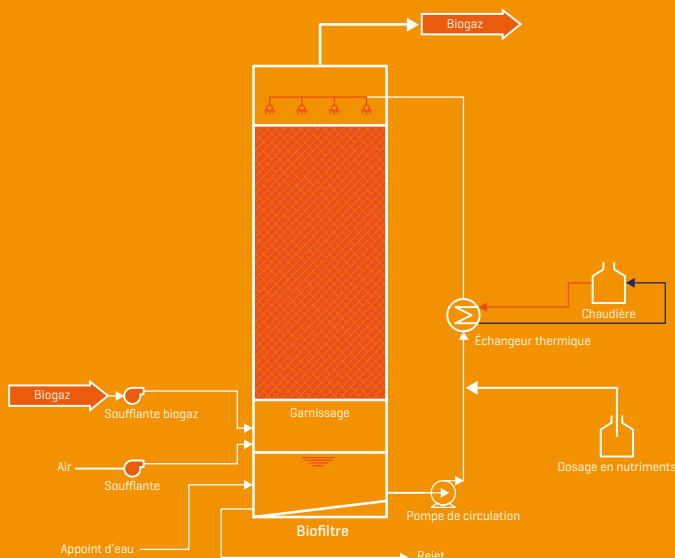 Biogaz
Chaudière
Échangeur thermique
Biogaz
Soufflante biogaz
Garnissage
Air
Soufflante
Dosage en nutriments
Pompe de circulation
Biofiltre
Appoint d'eau
Rejet